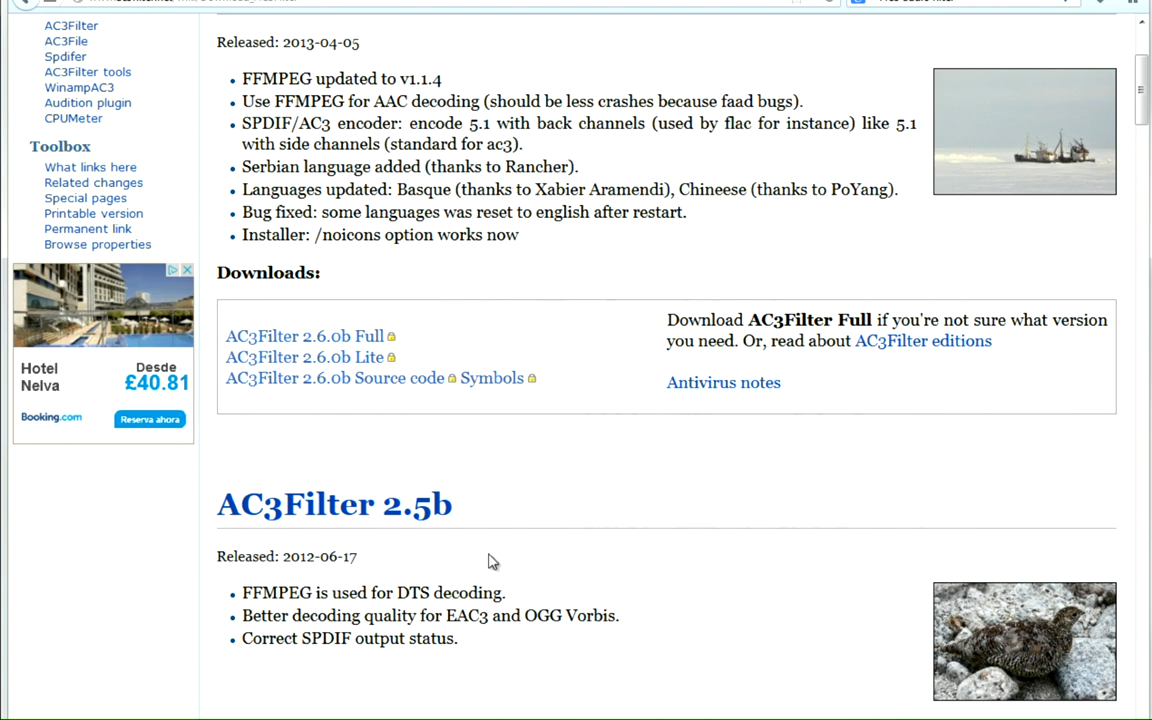 AC3Filter
AC3File
Spdifer
AC3Filter tools
WinampAC3
Audition plugin
CPUMeter
Toolbox
What links here
Related changes
Special pages
Printable version
Permanent link
Browse properties
Hotel
Nelva
Desde
£40.81
Booking.com
Reserva ahora
Released: 2013-04-05
FFMPEG updated to v1.1.4
Use FFMPEG for AAC decoding (should be less crashes because faad bugs).
SPDIF/AC3 encoder: encode 5.1 with back channels (used by flac for instance) like 5.1
with side channels (standard for ac3).
Serbian language added (thanks to Rancher).
Languages updated: Basque (thanks to Xabier Aramendi), Chineese (thanks to PoYang).
Bug fixed: some languages was reset to english after restart.
Installer: /noicons option works now
Downloads:
AC3Filter 2.6.0b Full
AC3Filter 2.6.0b Lite
AC3Filter 2.6.0b Source code Symbols
Download AC3Filter Full if you're not sure what version
you need. Or, read about AC3Filter editions
Antivirus notes
AC3Filter 2.5b
Released: 2012-06-17
FFMPEG is used for DTS decoding.
Better decoding quality for EAC3 and OGG Vorbis.
Correct SPDIF output status.